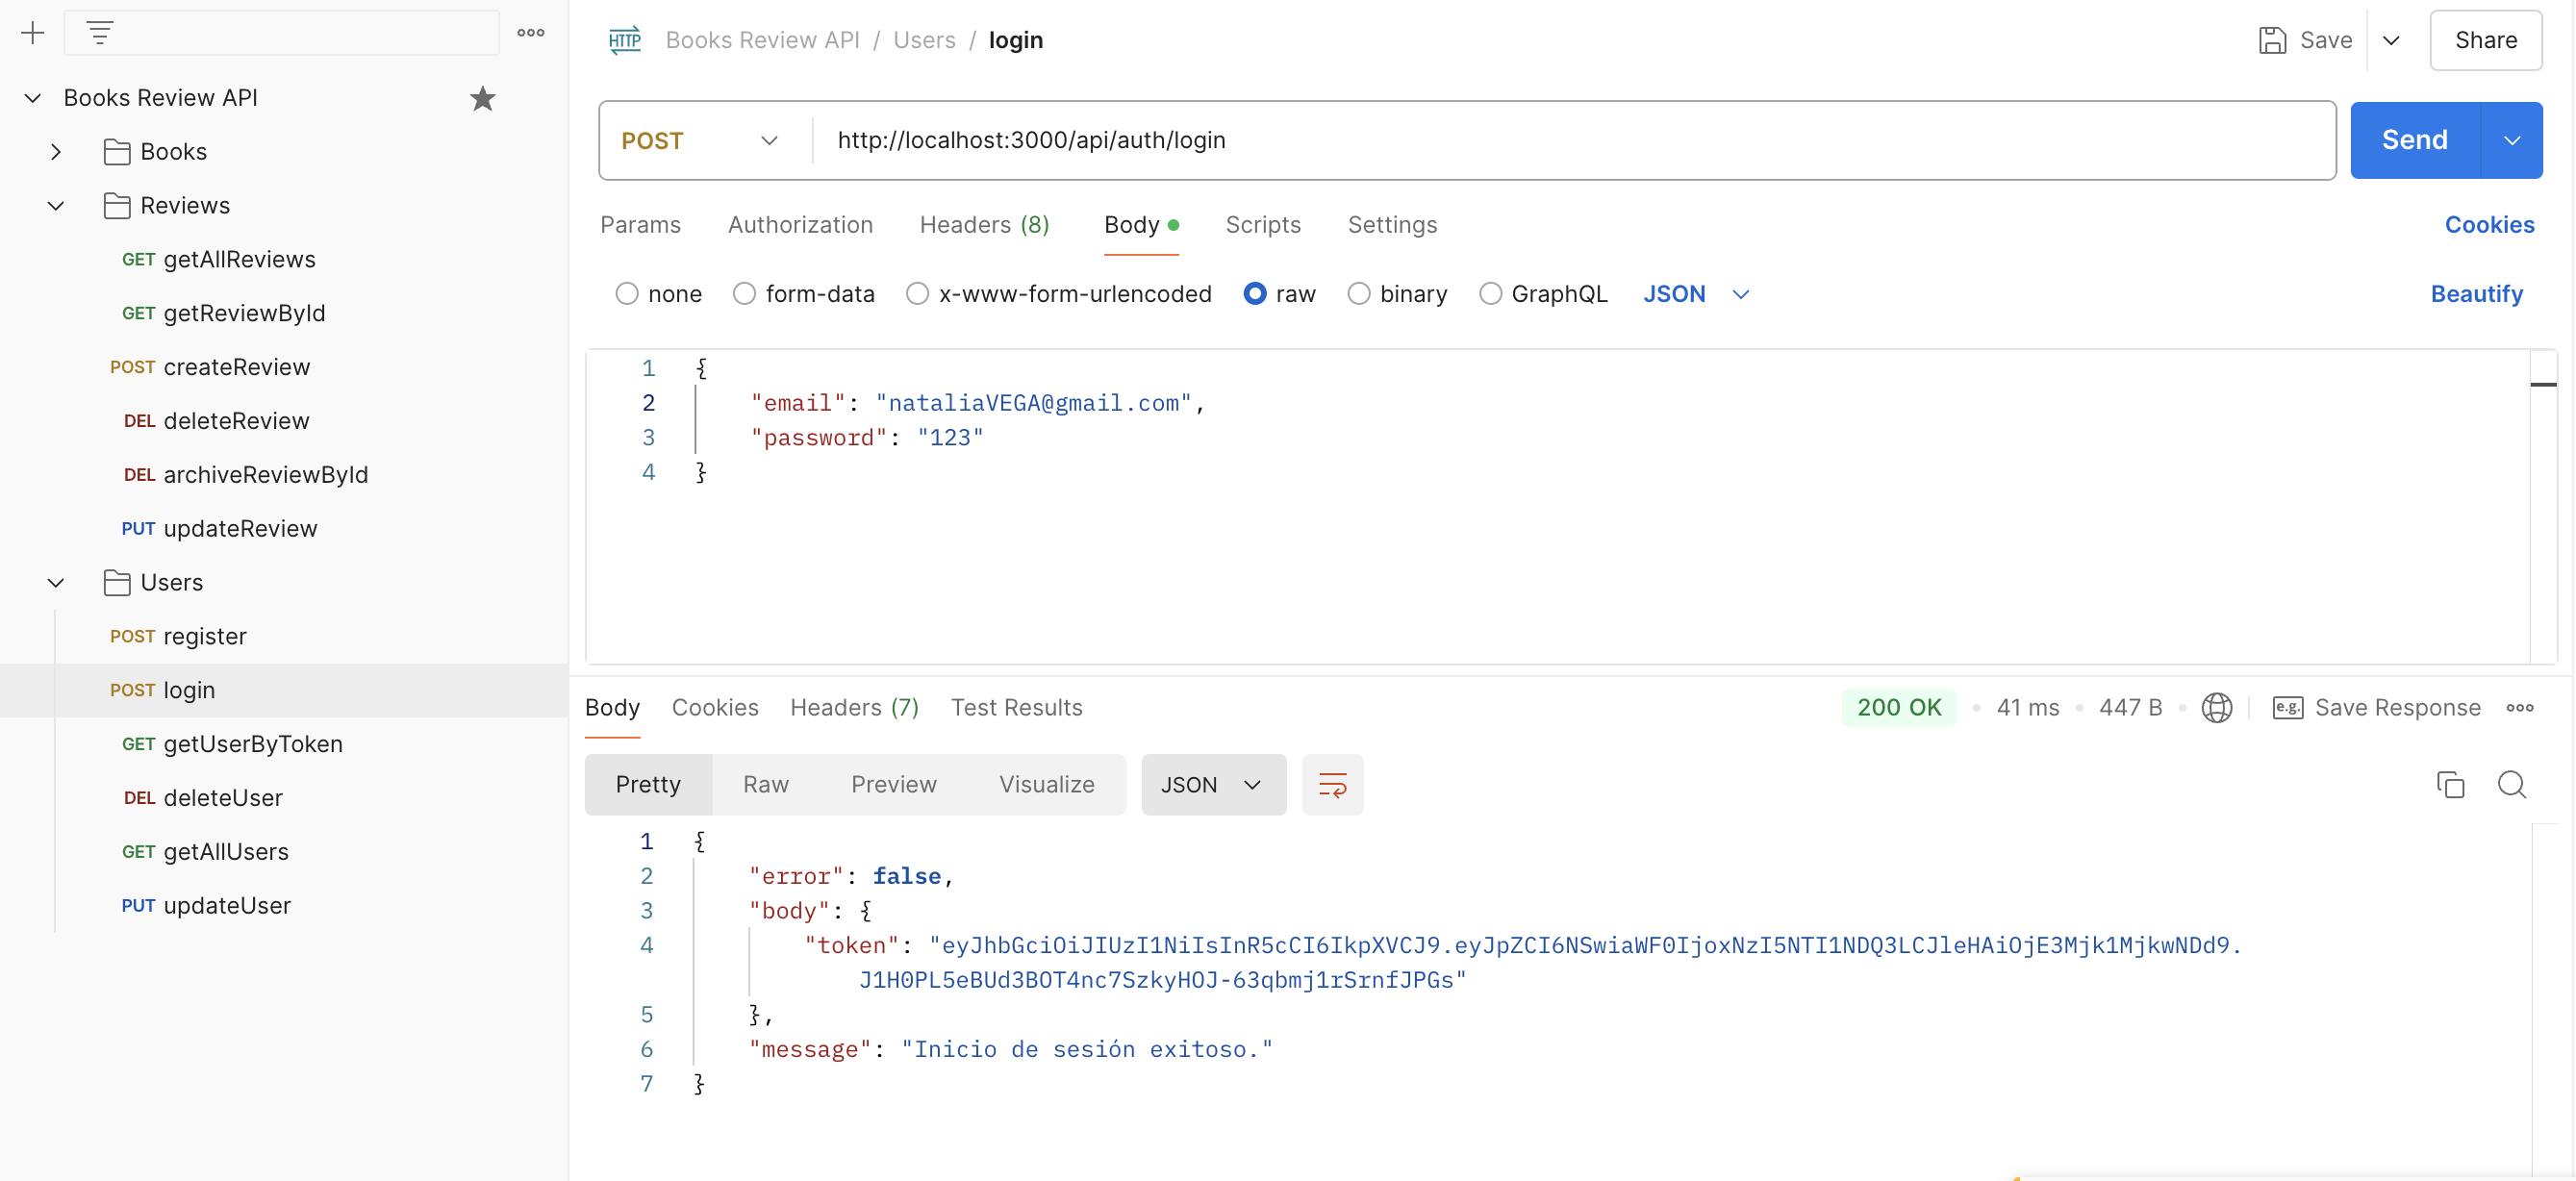 Books Review API
Books
Reviews
GET getAllReviews
GET getReviewById
POST createReview
DEL deleteReview
DEL archiveReviewById
PUT updateReview
Users
POST register
POST login
GET getUserByToken
DEL deleteUser
GET getAllUsers
PUT updateUser
HTTP Books Review API / Users / login
Save
Share
POST http://localhost:3000/api/auth/login
Send
Params Authorization Headers (8) Body Scripts Settings Cookies
none form-data x-www-form-urlencoded raw binary GraphQL JSON Beautify
1 {
2 "email": "nataliaVEGA@gmail.com",
3 "password": "123"
4 }
Body Cookies Headers (7) Test Results 200 OK 41 ms 447 B e.g. Save Response
Pretty Raw Preview Visualize JSON
1 {
2 "error": false,
3 "body": {
4 "token": "eyJhbGciOiJIUzI1NiIsInR5cCI6IkpXVCJ9.eyJpZCI6NSwiaWF0IjoxNzI5NTI1NDQ3LCJleHAiOjE3Mjk1MjkwNDd9.
J1H0PL5eBUd3BOT4nc7SzkyHOJ-63qbmj1rSrnfJPGs"
5 },
6 "message": "Inicio de sesión exitoso."
7 }